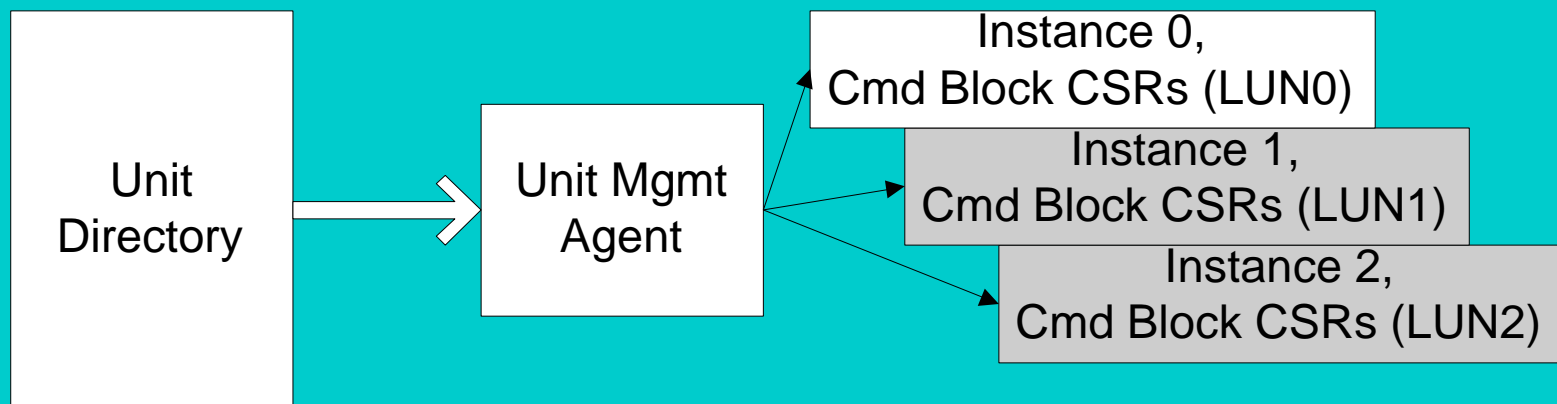 Unit
Directory
Unit Mgmt
Agent
Instance 0,
Cmd Block CSRs (LUN0)
Instance 1,
Cmd Block CSRs (LUN1)
Instance 2,
Cmd Block CSRs (LUN2)